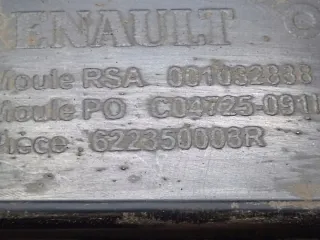 RENAULT
Moule RSA 001032838
Moule PO C04725-091
Piece 622350003R